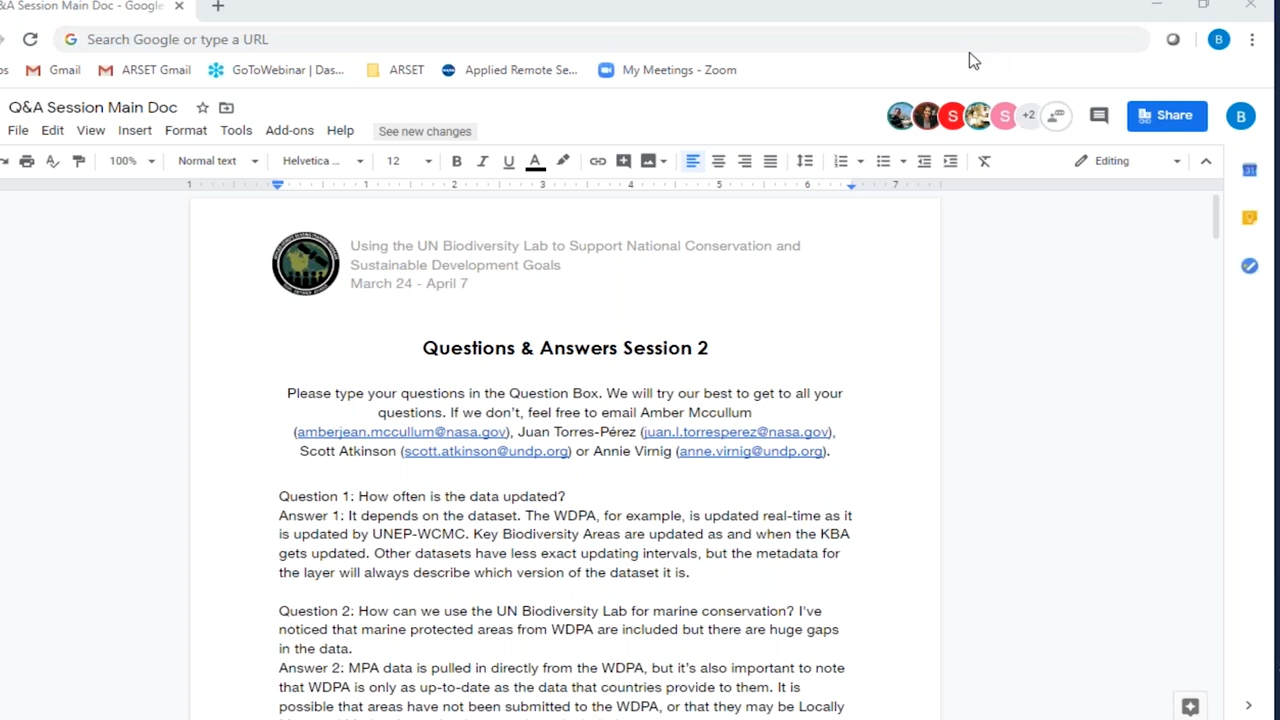 &A Session Main Doc - Google
Search Google or type a URL
B
ps
Gmail
ARSET Gmail
GoToWebinar | Das...
ARSET
Applied Remote Se...
My Meetings - Zoom
Q&A Session Main Doc
S
S
+2
Share
B
File Edit View Insert Format Tools Add-ons Help See new changes
100% Normal text Helvetica ... 12 B I U A Editing
1 1 2 3 4 5 6 7
31
Using the UN Biodiversity Lab to Support National Conservation and
Sustainable Development Goals
March 24 - April 7
Questions & Answers Session 2
Please type your questions in the Question Box. We will try our best to get to all your
questions. If we don't, feel free to email Amber Mccullum
(amberjean.mccullum@nasa.gov), Juan Torres-Pérez (juan.l.torresperez@nasa.gov),
Scott Atkinson (scott.atkinson@undp.org) or Annie Virnig (anne.virnig@undp.org).
Question 1: How often is the data updated?
Answer 1: It depends on the dataset. The WDPA, for example, is updated real-time as it
is updated by UNEP-WCMC. Key Biodiversity Areas are updated as and when the KBA
gets updated. Other datasets have less exact updating intervals, but the metadata for
the layer will always describe which version of the dataset it is.
Question 2: How can we use the UN Biodiversity Lab for marine conservation? I've
noticed that marine protected areas from WDPA are included but there are huge gaps
in the data.
Answer 2: MPA data is pulled in directly from the WDPA, but it's also important to note
that WDPA is only as up-to-date as the data that countries provide to them. It is
possible that areas have not been submitted to the WDPA, or that they may be Locally